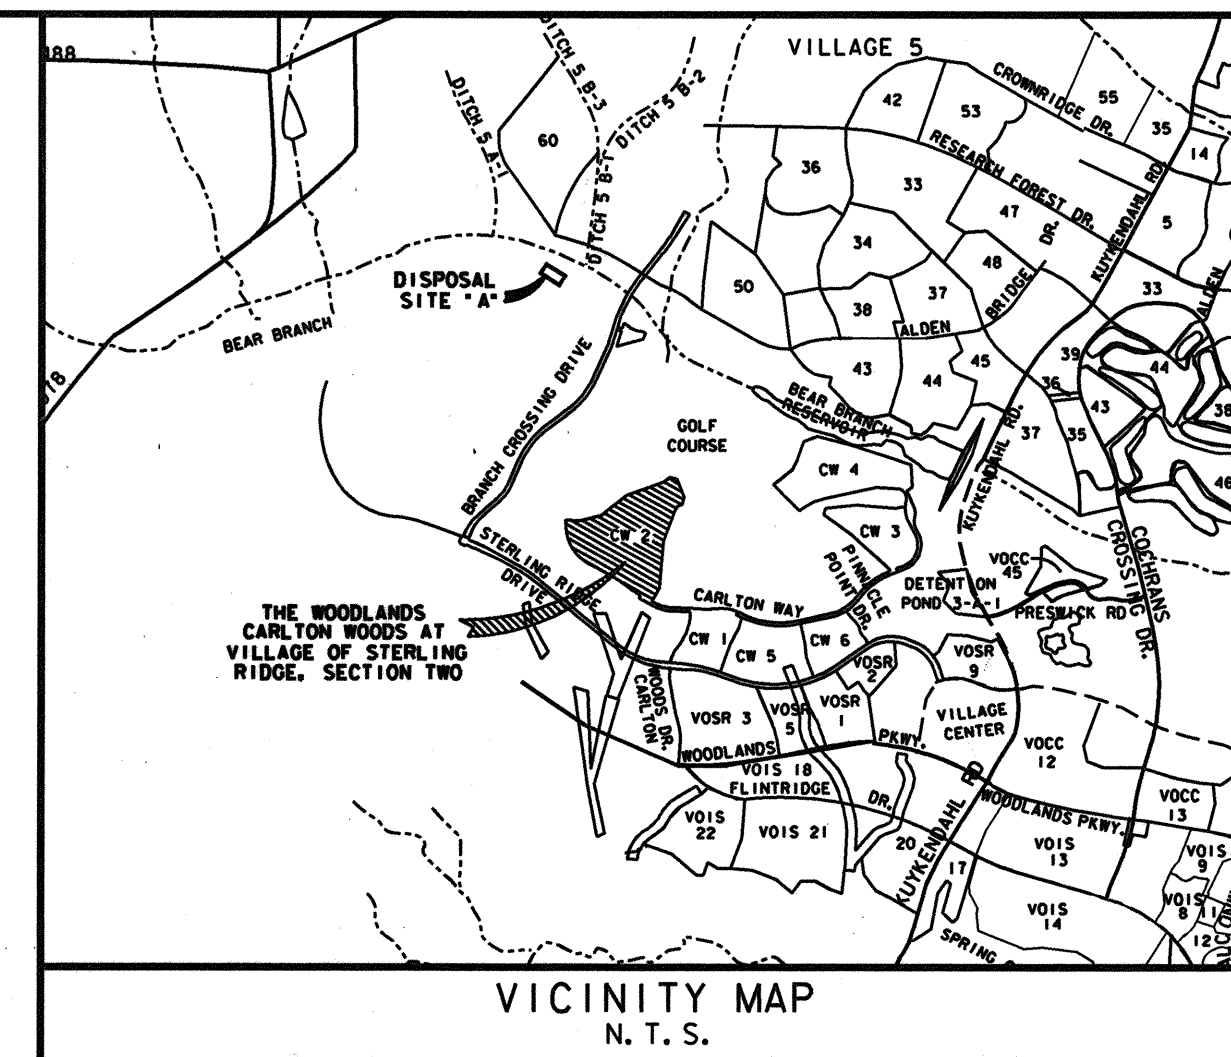 188
DITCH 5 B-3
VILLAGE 5
DITCH 5 A-1
DITCH 5 B-2
60
DITCH 5 B-1
42
53
CROWNRIDGE DR.
55
35
14
36
RESEARCH FOREST DR.
33
47
DR.
KUYKENDAHL RD.
5
34
48
DISPOSAL
SITE "A"
50
37
BRIDGE
33
ALDEN
38
ALDEN
BEAR BRANCH
BRANCH CROSSING DRIVE
43
44
45
39
36
44
43
38
BEAR BRANCH
RESERVOIR
GOLF
COURSE
37
35
KUYKENDAHL RD.
CW 4
46
CW 2
CW 3
STERLING RIDGE
DRIVE
PINNACLE
POINT DR.
VOCC
45
COCHRANS
CROSSING DR.
DETENTION
POND 3-A-1
CARLTON WAY
PRESWICK RD
THE WOODLANDS
CARLTON WOODS AT
VILLAGE OF STERLING
RIDGE, SECTION TWO
CW 1
CW 5
CW 6
VOSR
2
VOSR
9
WOODS DR.
CARLTON
VOSR 3
VOSR
5
VOSR
1
VILLAGE
CENTER
WOODLANDS
PKWY.
VOCC
12
VOIS 18
FLINTRIDGE
DR.
KUYKENDAHL RD
WOODLANDS PKWY.
VOCC
13
VOIS
22
VOIS 21
20
17
VOIS
13
VOIS
9
VOIS
14
VOIS
8
11
12
SPRING
VICINITY MAP
N. T. S.